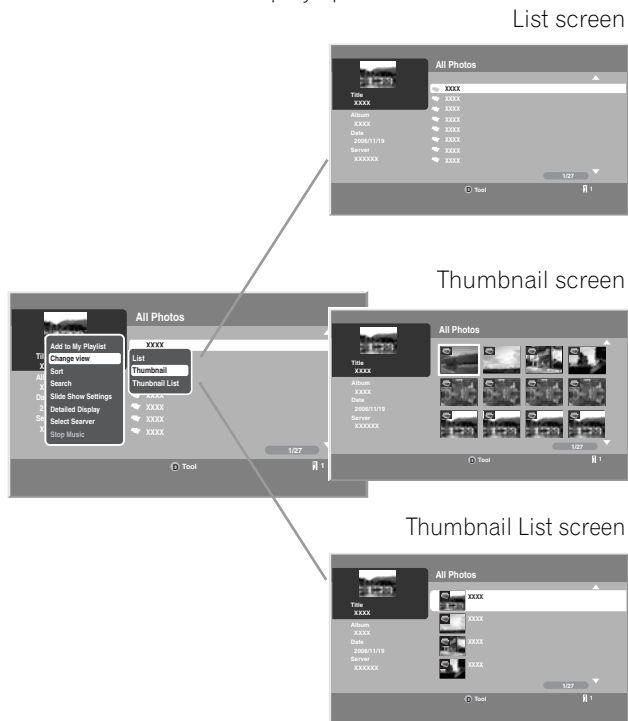 List screen
All Photos
Title
XXXX
Album
XXXX
Date
2006/11/19
Server
XXXXXX
XXXX
XXXX
XXXX
XXXX
XXXX
XXXX
XXXX
XXXX
1/27
D Tool
1
Thumbnail screen
All Photos
Title
XXXX
Album
XXXX
Date
2006/11/19
Server
XXXXXX
1/27
D Tool
1
All Photos
Add to My Playlist
Change view
Sort
Search
Slide Show Settings
Detailed Display
Select Searver
Stop Music
List
Thumbnail
Thunbnail List
XXXX
XXXX
XXXX
XXXX
1/27
D Tool
1
Thumbnail List screen
All Photos
Title
XXXX
Album
XXXX
Date
2006/11/19
Server
XXXXXX
XXXX
XXXX
XXXX
XXXX
1/27
D Tool
1